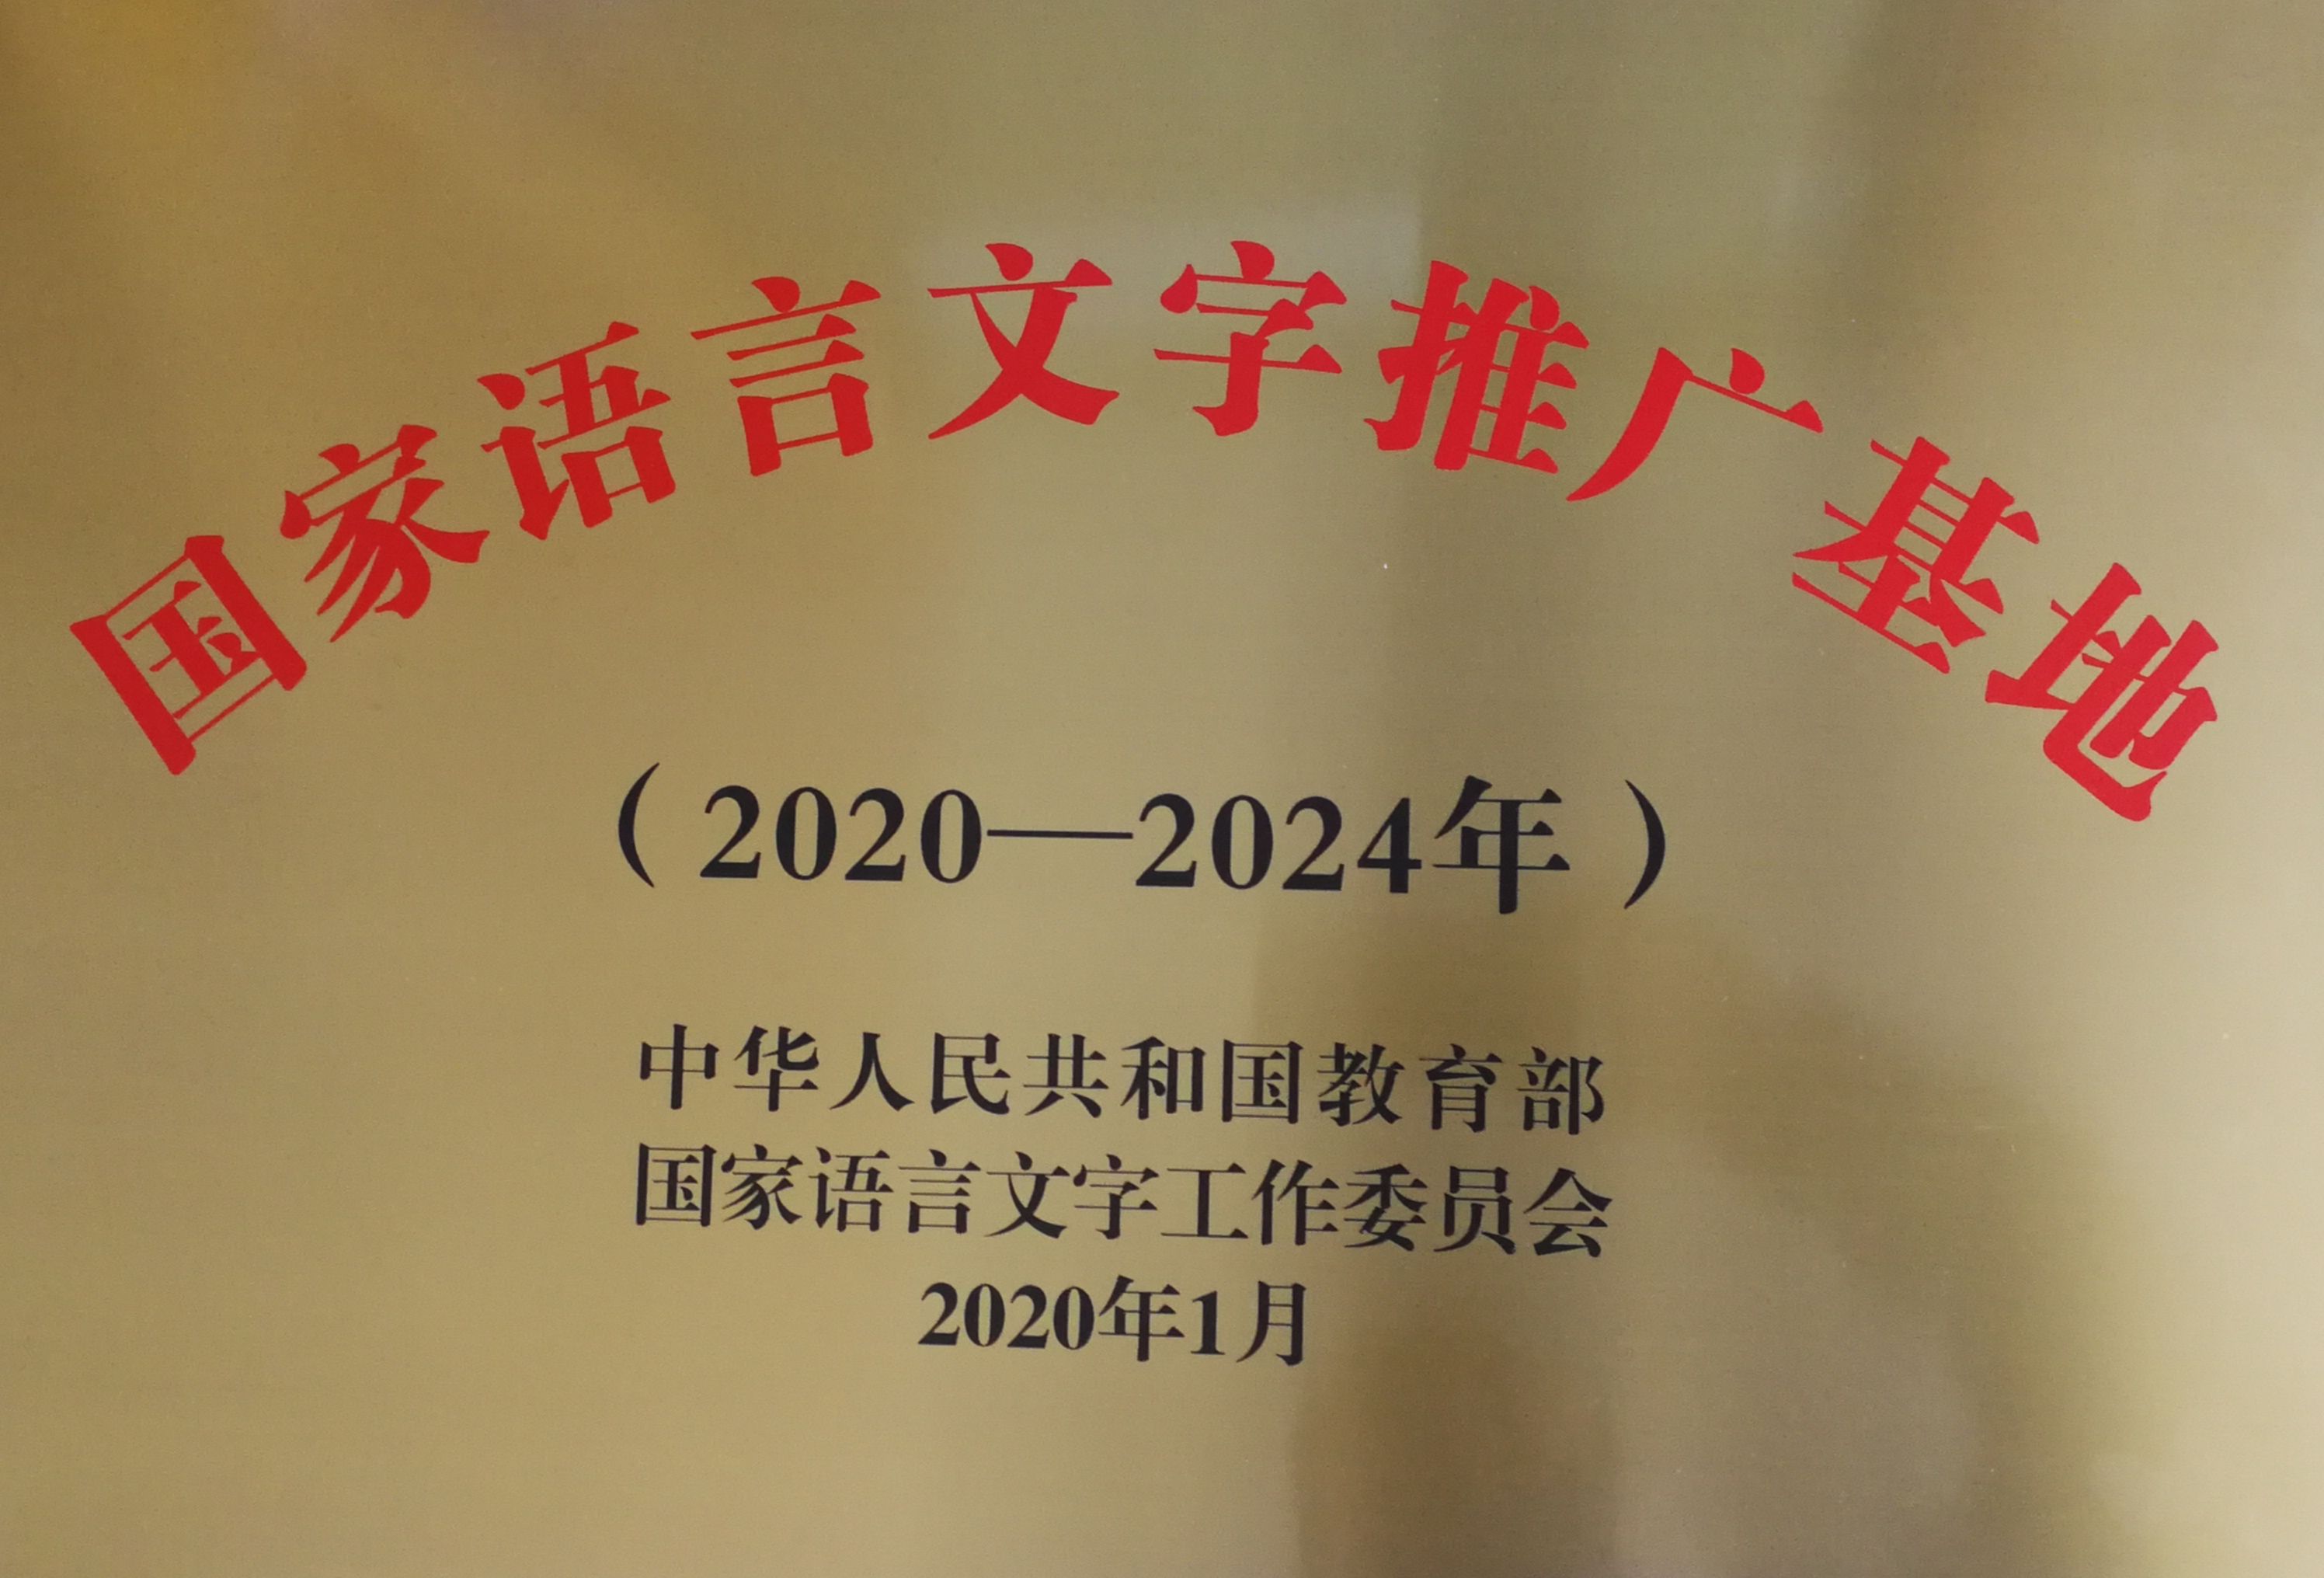 国家语言文字推广基地
（2020—2024年）
中华人民共和国教育部
国家语言文字工作委员会
2020年1月